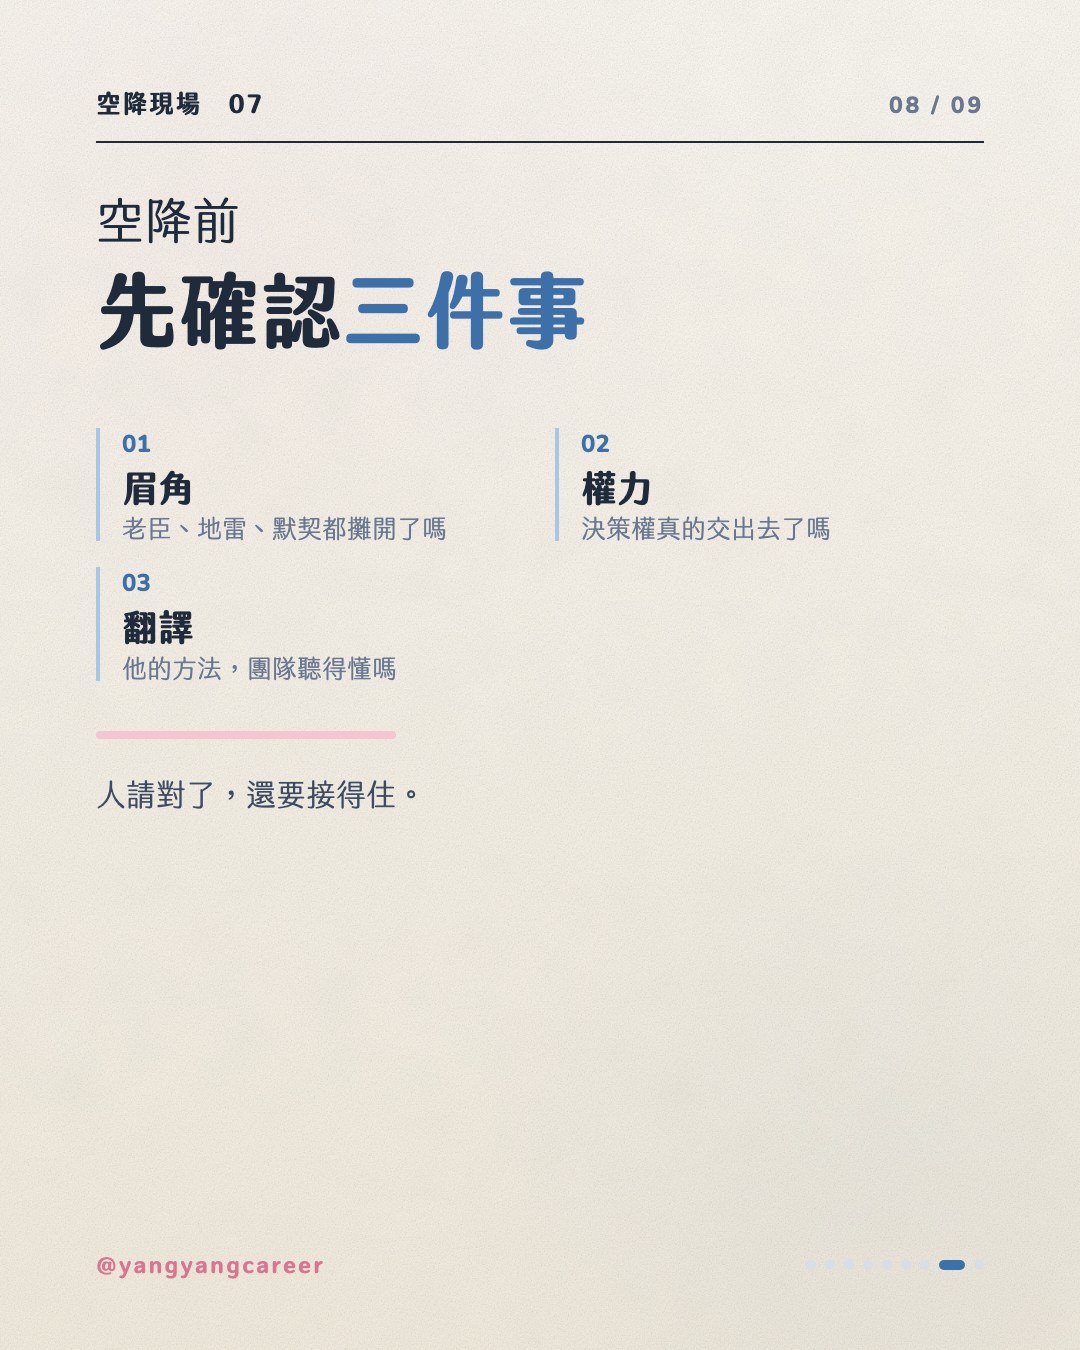 空降現場 07
08 / 09
空降前
先確認三件事
01
眉角
老臣、地雷、默契都攤開了嗎
02
權力
決策權真的交出去了嗎
03
翻譯
他的方法，團隊聽得懂嗎
人請對了，還要接得住。
@yangyangcareer